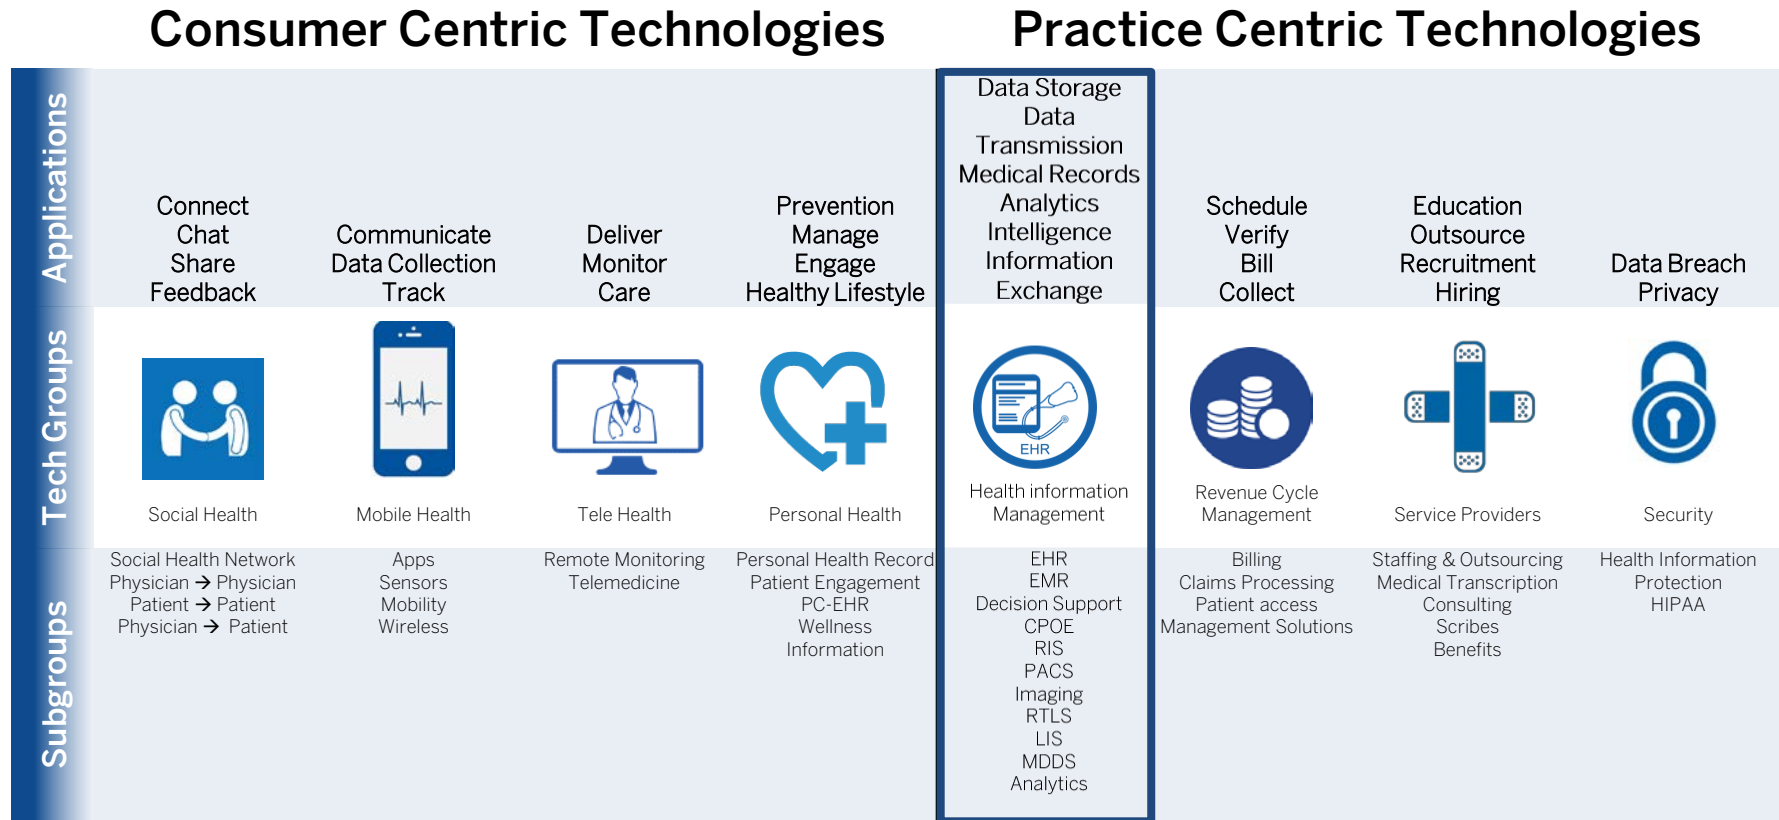 Consumer Centric Technologies
Practice Centric Technologies
Applications
Connect
Chat
Share
Feedback
Communicate
Data Collection
Track
Deliver
Monitor
Care
Prevention
Manage
Engage
Healthy Lifestyle
Data Storage
Data
Transmission
Medical Records
Analytics
Intelligence
Information
Exchange
Schedule
Verify
Bill
Collect
Education
Outsource
Recruitment
Hiring
Data Breach
Privacy
Tech Groups
Social Health
Mobile Health
Tele Health
Personal Health
EHR
Health information
Management
Revenue Cycle
Management
Service Providers
Security
Subgroups
Social Health Network
Physician → Physician
Patient → Patient
Physician → Patient
Apps
Sensors
Mobility
Wireless
Remote Monitoring
Telemedicine
Personal Health Record
Patient Engagement
PC-EHR
Wellness
Information
EHR
EMR
Decision Support
CPOE
RIS
PACS
Imaging
RTLS
LIS
MDDS
Analytics
Billing
Claims Processing
Patient access
Management Solutions
Staffing & Outsourcing
Medical Transcription
Consulting
Scribes
Benefits
Health Information
Protection
HIPAA